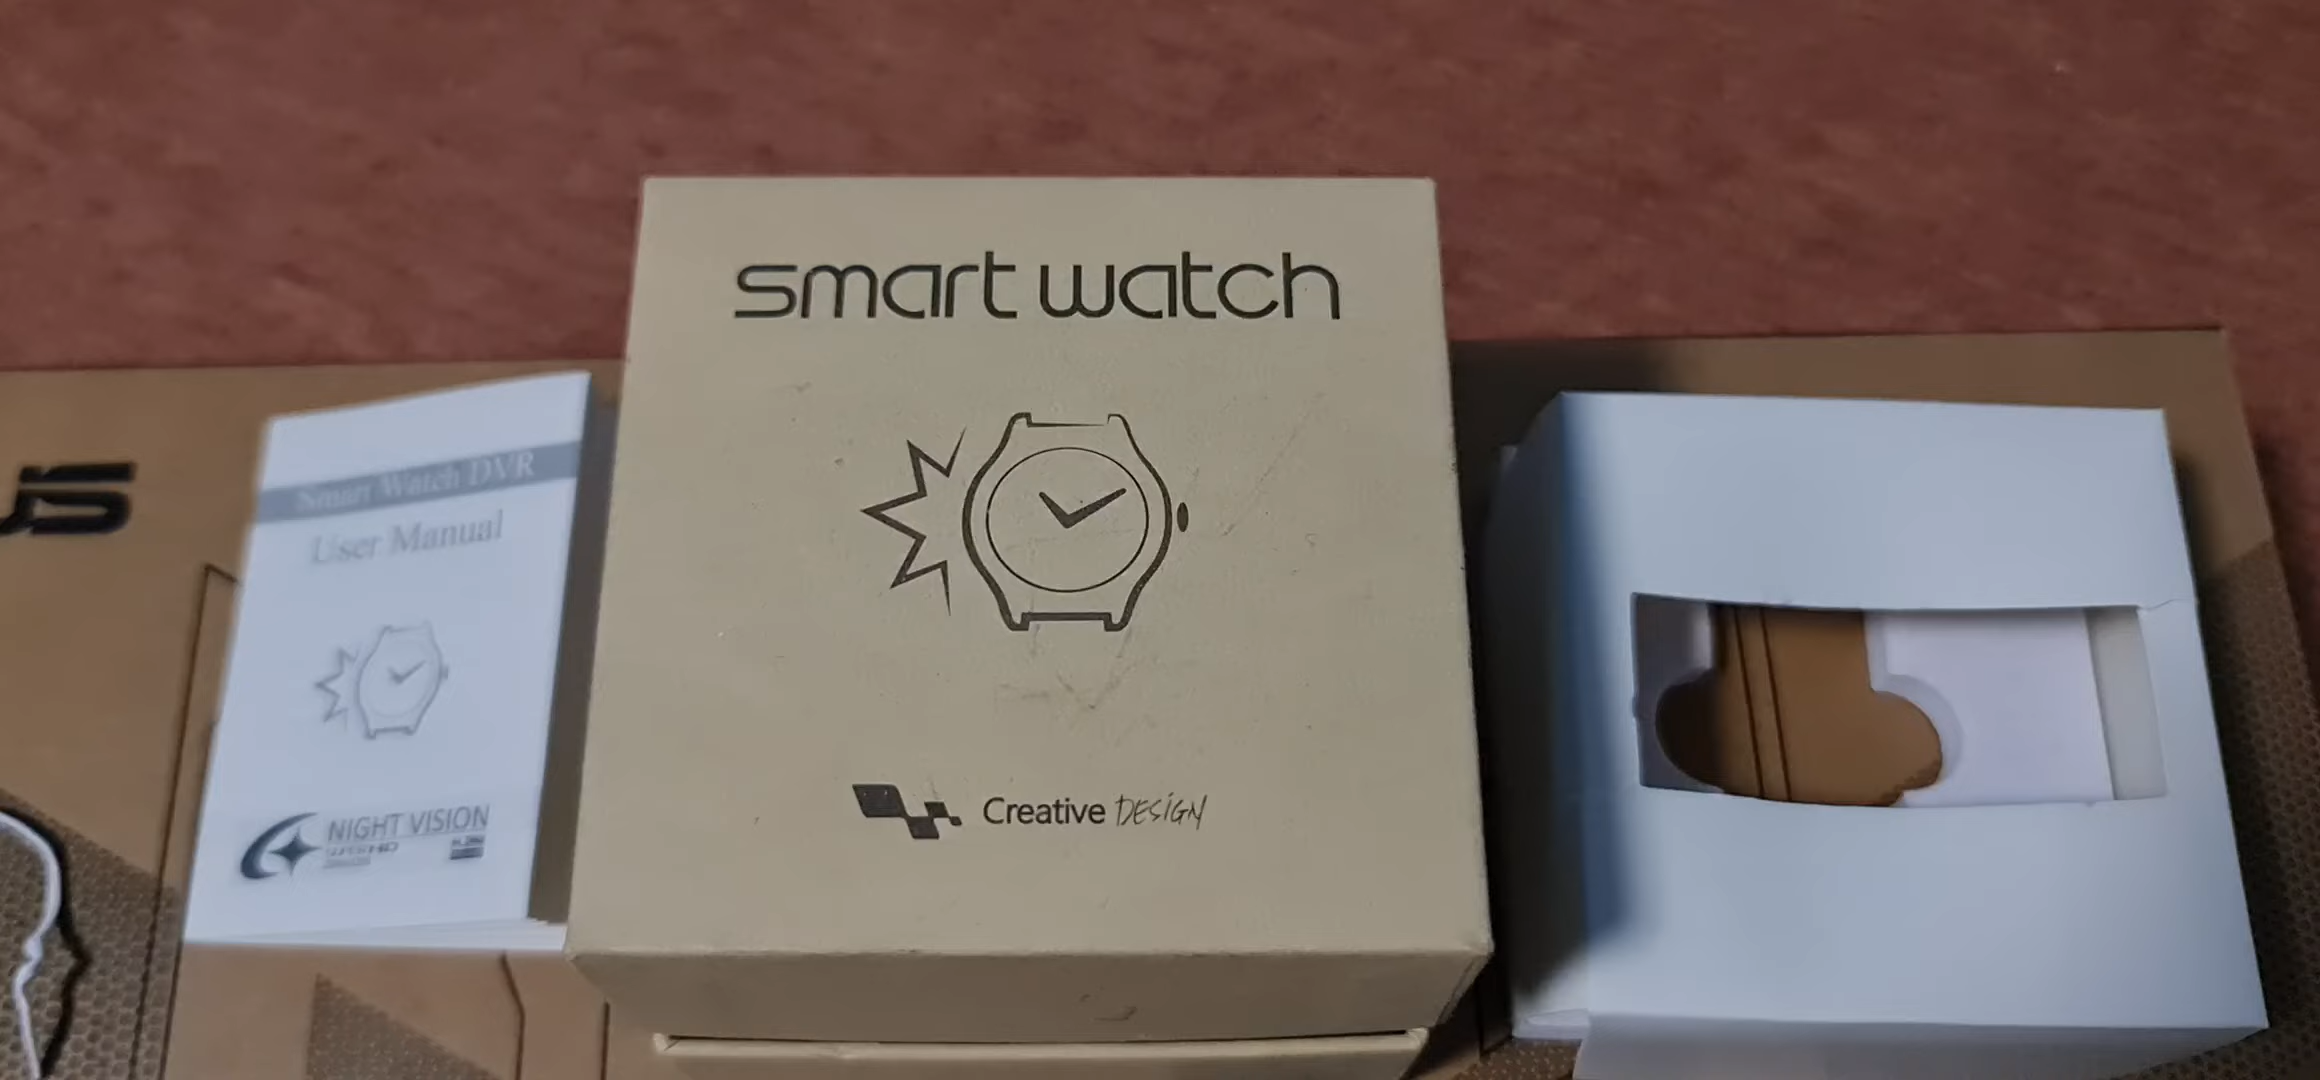 smart watch
Creative DESIGN
Smart Watch DVR
User Manual
NIGHT VISION